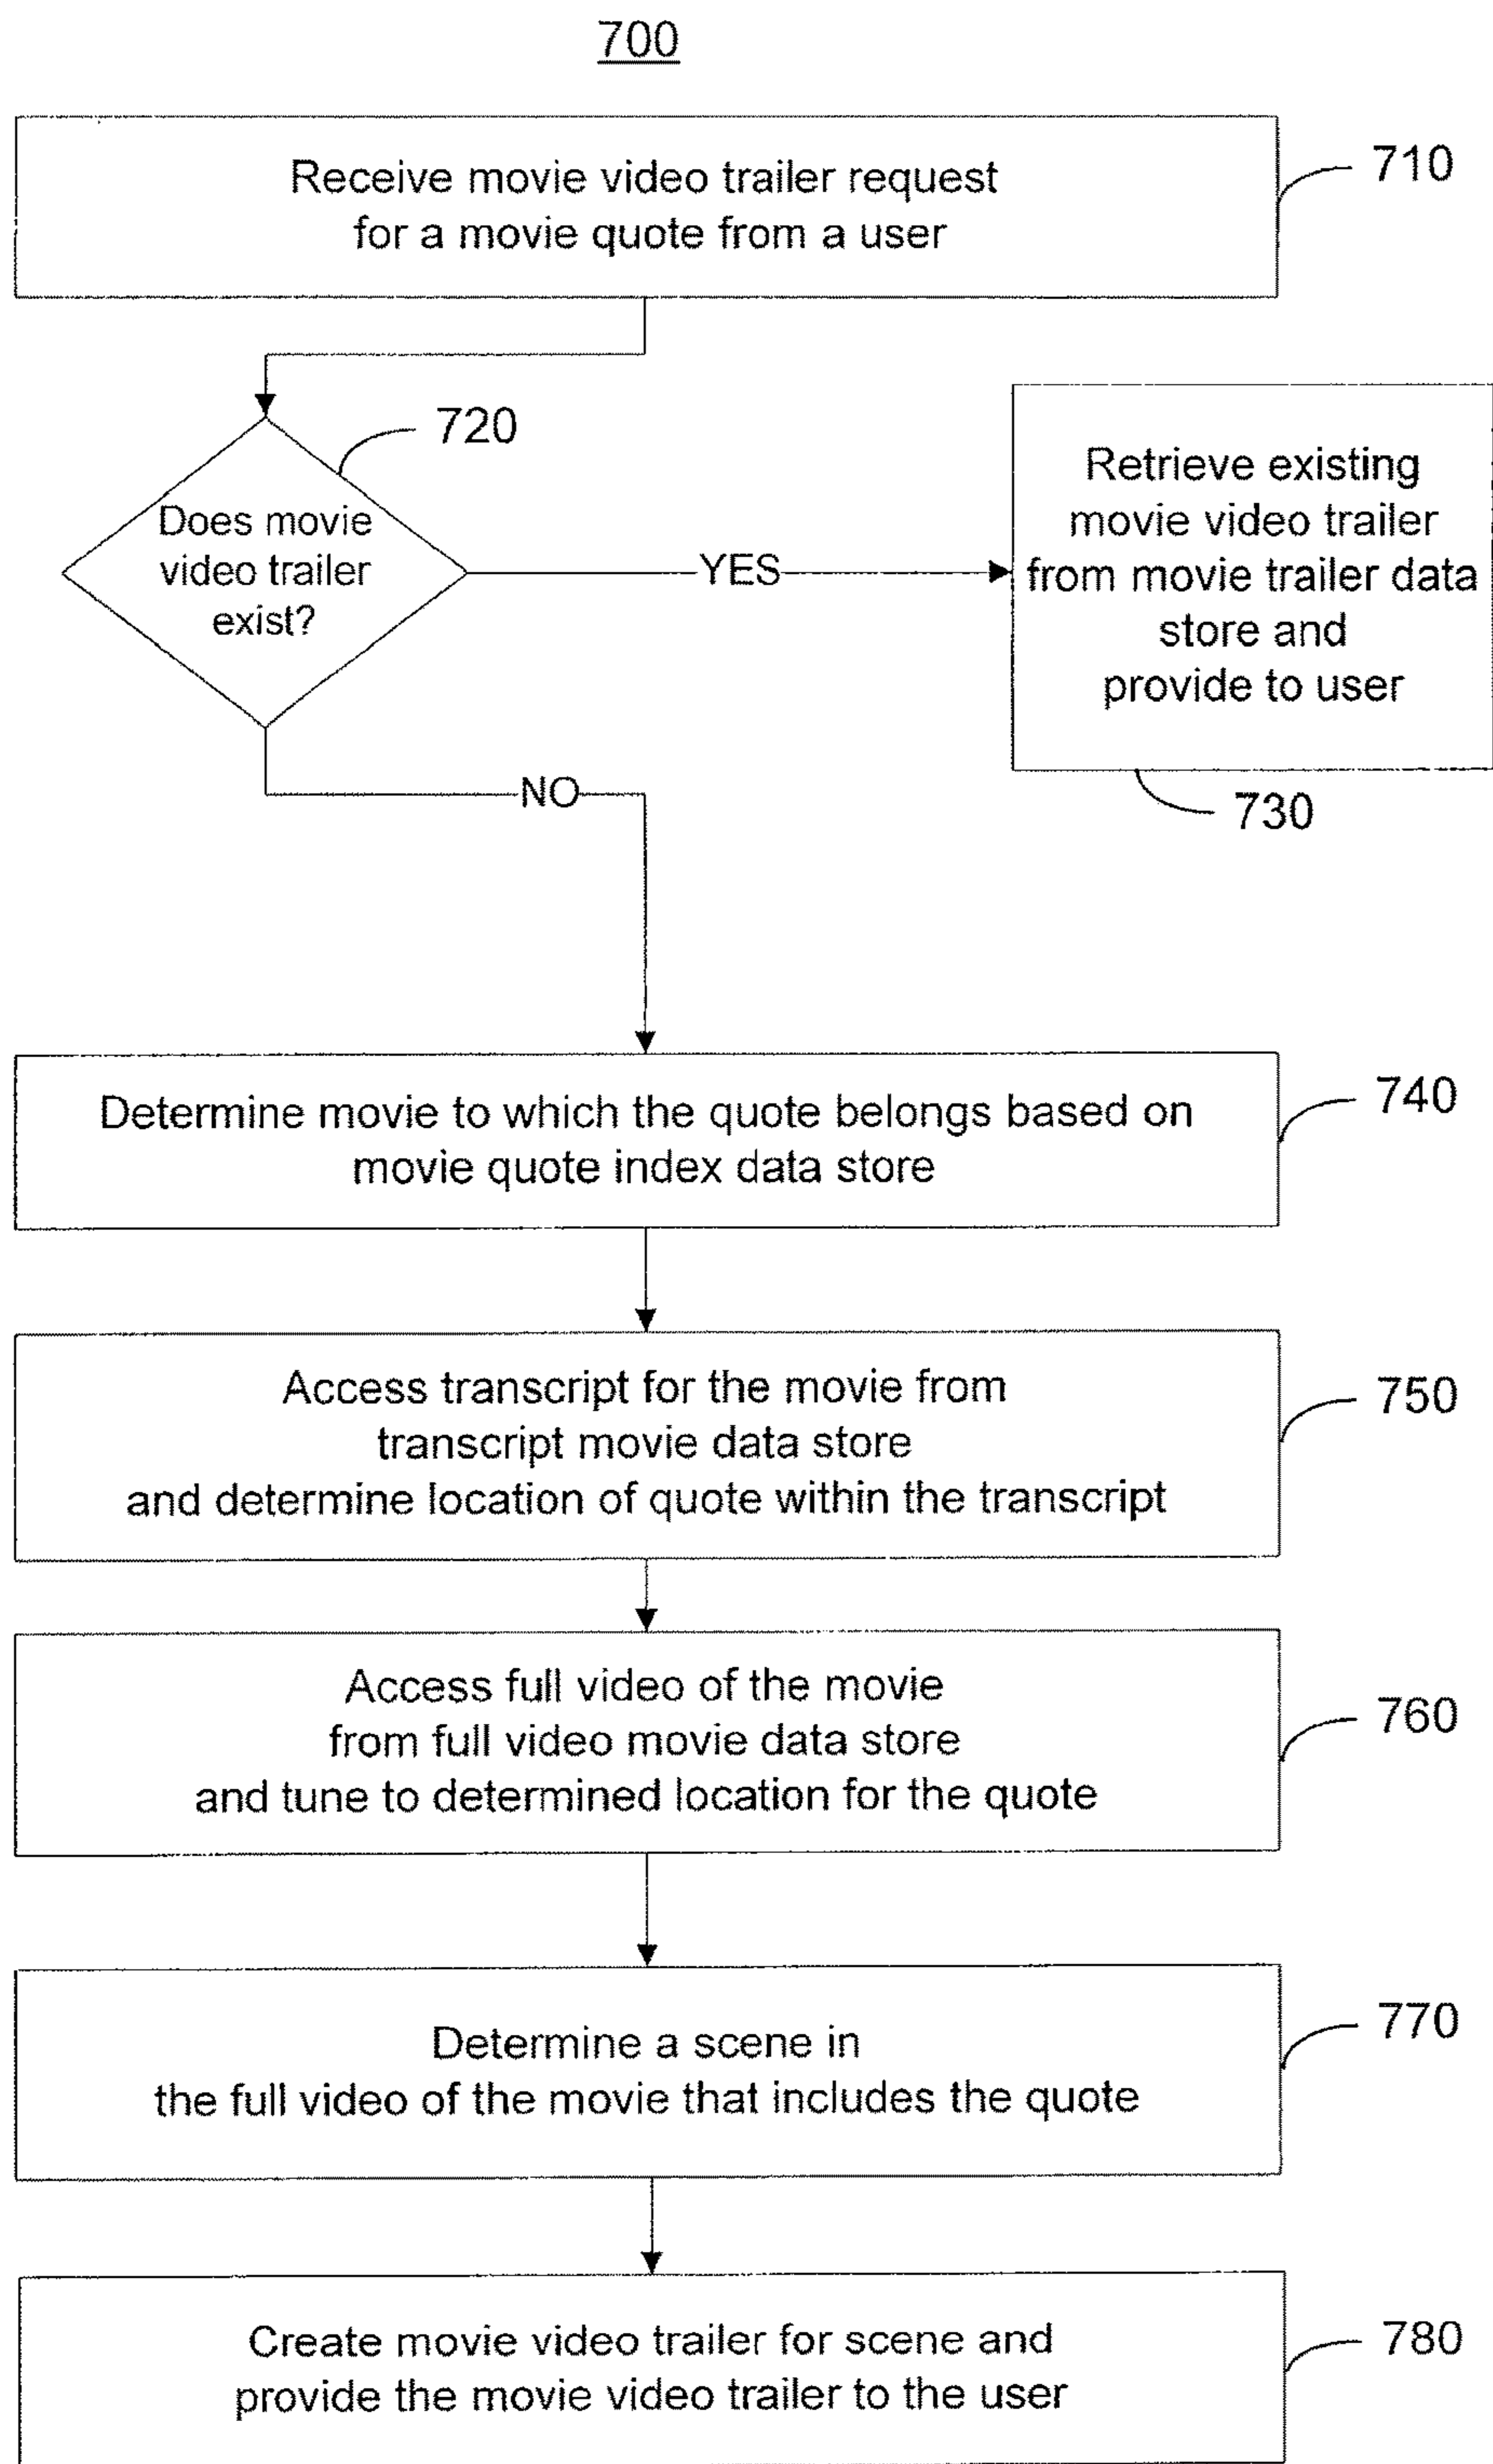 700
Receive movie video trailer request
for a movie quote from a user
710
720
Does movie
video trailer
exist?
YES
Retrieve existing
movie video trailer
from movie trailer data
store and
provide to user
730
NO
Determine movie to which the quote belongs based on
movie quote index data store
740
Access transcript for the movie from
transcript movie data store
and determine location of quote within the transcript
750
Access full video of the movie
from full video movie data store
and tune to determined location for the quote
760
Determine a scene in
the full video of the movie that includes the quote
770
Create movie video trailer for scene and
provide the movie video trailer to the user
780